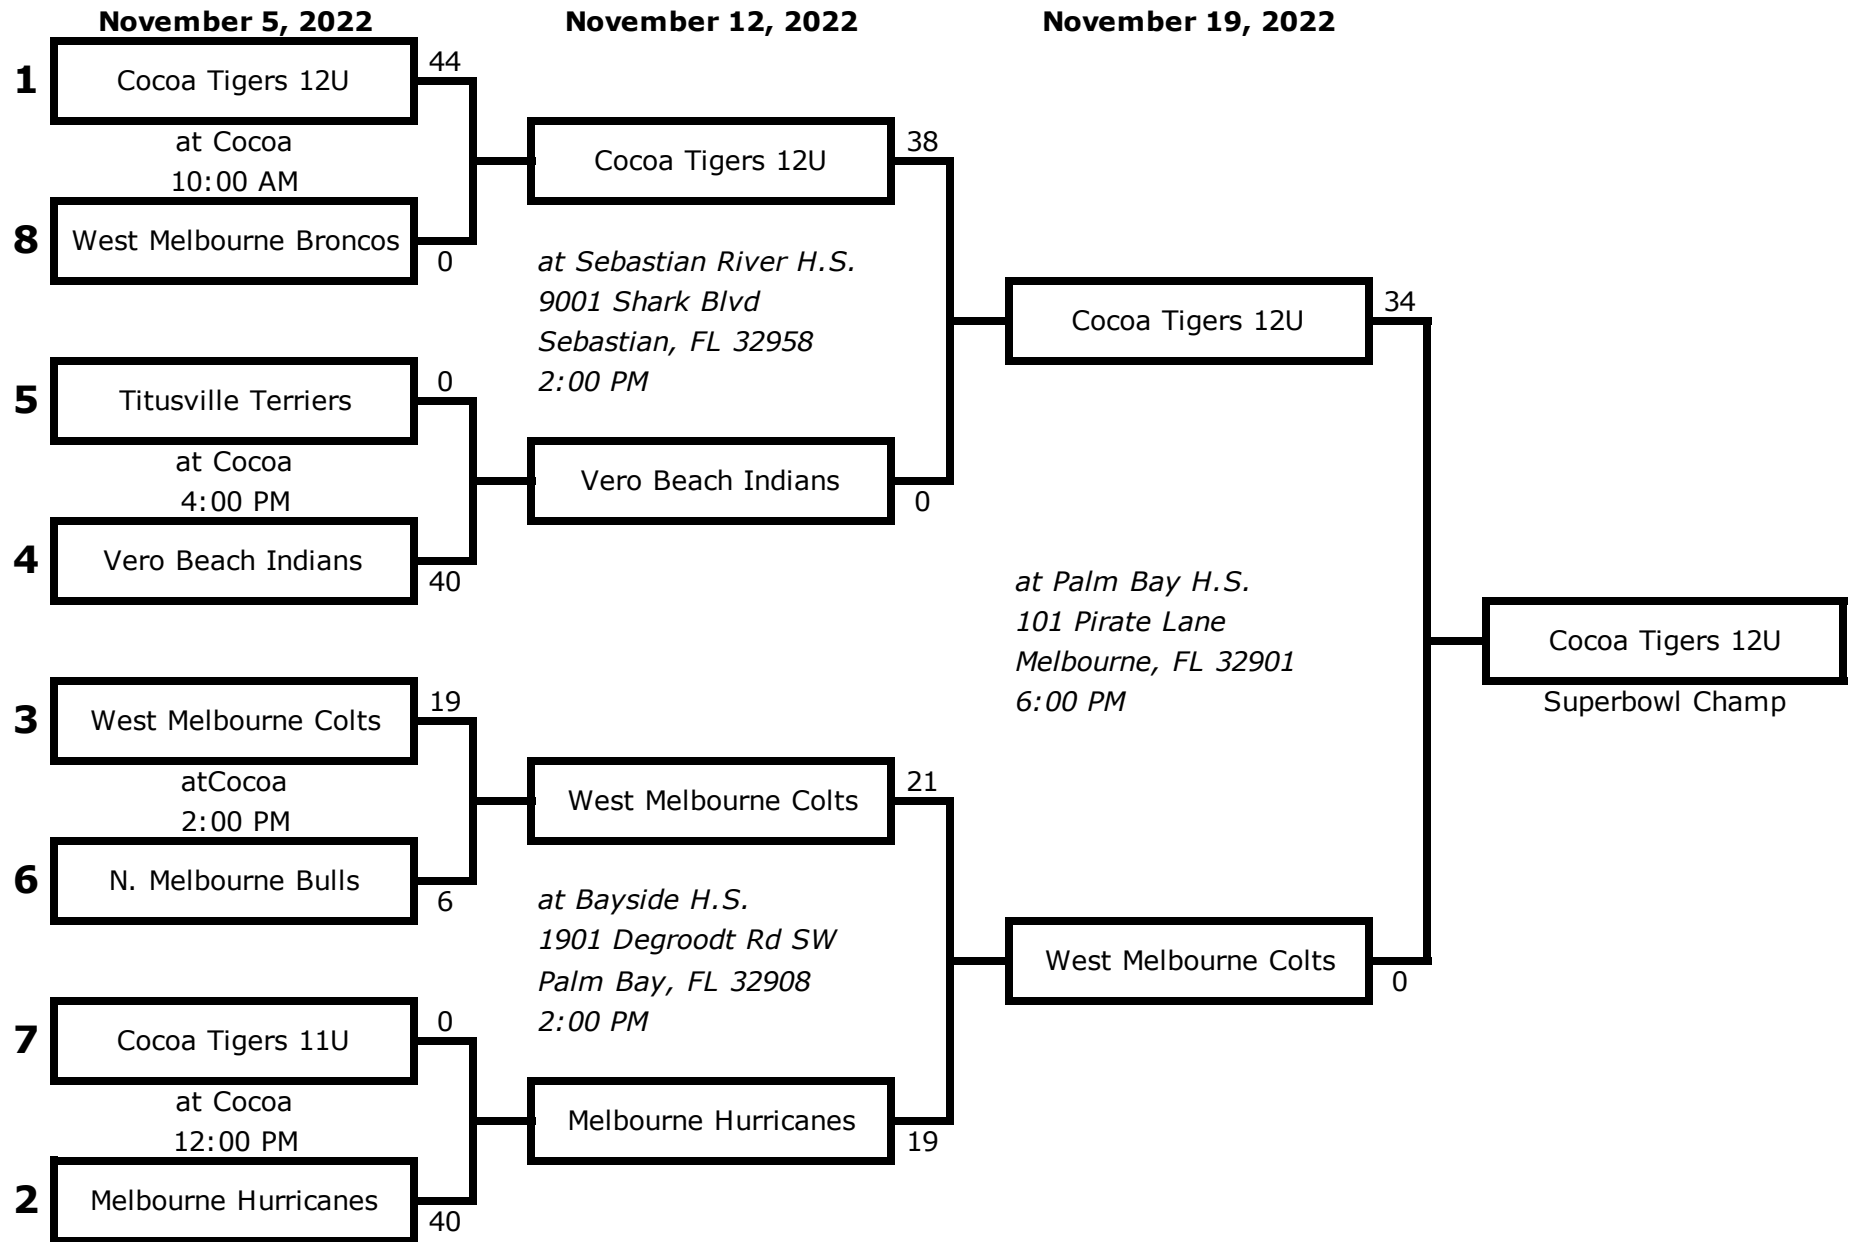 November 5, 2022
November 12, 2022
November 19, 2022
1
Cocoa Tigers 12U
44
at Cocoa
10:00 AM
8
West Melbourne Broncos
0
5
Titusville Terriers
0
at Cocoa
4:00 PM
4
Vero Beach Indians
40
3
West Melbourne Colts
19
atCocoa
2:00 PM
6
N. Melbourne Bulls
6
7
Cocoa Tigers 11U
0
at Cocoa
12:00 PM
2
Melbourne Hurricanes
40
Cocoa Tigers 12U
38
at Sebastian River H.S.
9001 Shark Blvd
Sebastian, FL 32958
2:00 PM
Vero Beach Indians
0
West Melbourne Colts
21
at Bayside H.S.
1901 Degroodt Rd SW
Palm Bay, FL 32908
2:00 PM
Melbourne Hurricanes
19
Cocoa Tigers 12U
34
at Palm Bay H.S.
101 Pirate Lane
Melbourne, FL 32901
6:00 PM
West Melbourne Colts
0
Cocoa Tigers 12U
Superbowl Champ